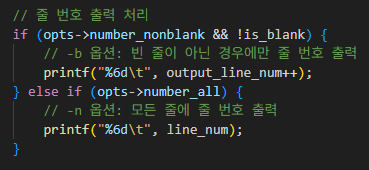 // 줄 번호 출력 처리
if (opts->number_nonblank && !is_blank) {
    // -b 옵션: 빈 줄이 아닌 경우에만 줄 번호 출력
    printf("%6d\t", output_line_num++);
} else if (opts->number_all) {
    // -n 옵션: 모든 줄에 줄 번호 출력
    printf("%6d\t", line_num);
}